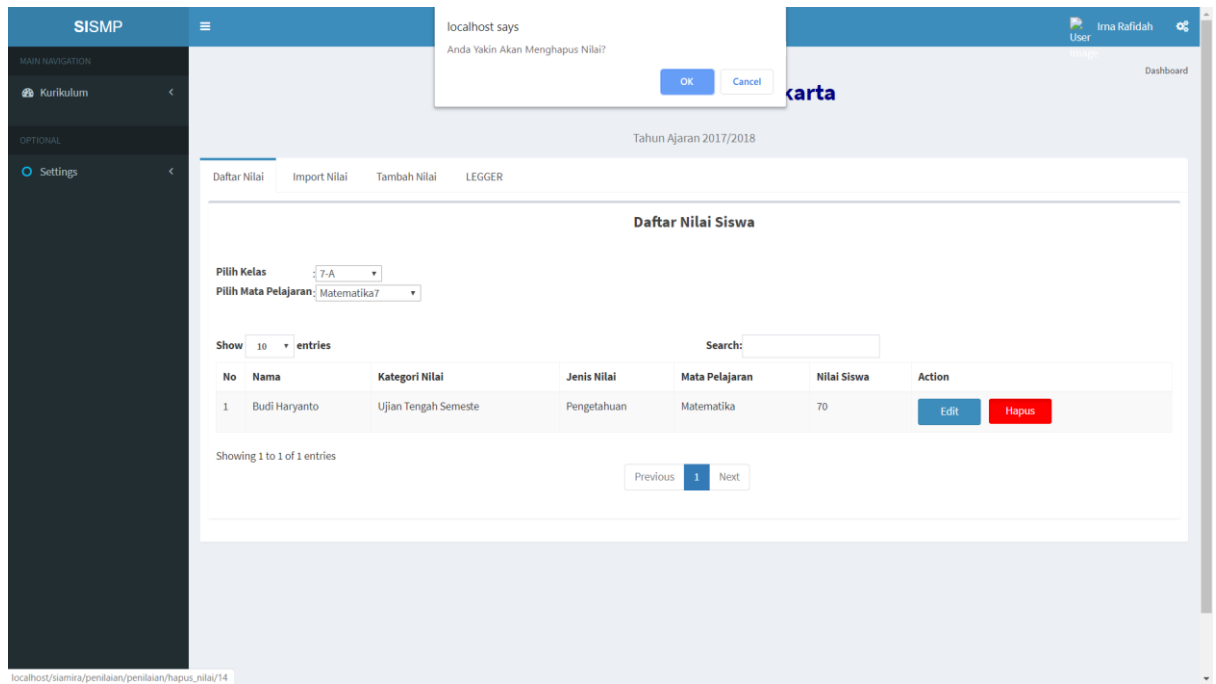 SISMP
localhost says
Anda Yakin Akan Menghapus Nilai?
OK Cancel
User
Irna Rafidah
MAIN NAVIGATION
Kurikulum
OPTIONAL
Settings
Dashboard
karta
Tahun Ajaran 2017/2018
Daftar Nilai Import Nilai Tambah Nilai LEGGER
Daftar Nilai Siswa
Pilih Kelas : 7-A
Pilih Mata Pelajaran: Matematika7
Show 10 entries Search:
No Nama Kategori Nilai Jenis Nilai Mata Pelajaran Nilai Siswa Action
1 Budi Haryanto Ujian Tengah Semeste Pengetahuan Matematika 70 Edit Hapus
Showing 1 to 1 of 1 entries
Previous 1 Next
localhost/siamira/penilaian/penilaian/hapus_nilai/14